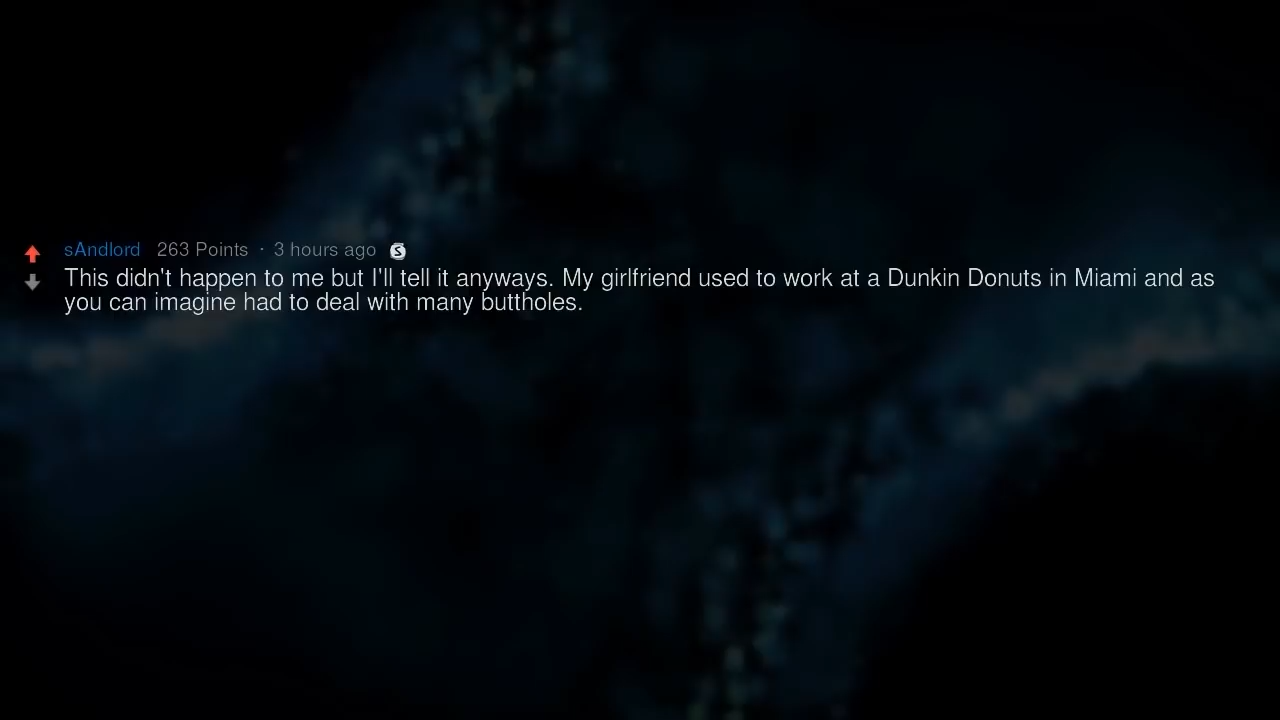 sAndlord 263 Points · 3 hours ago S
This didn't happen to me but I'll tell it anyways. My girlfriend used to work at a Dunkin Donuts in Miami and as
you can imagine had to deal with many buttholes.